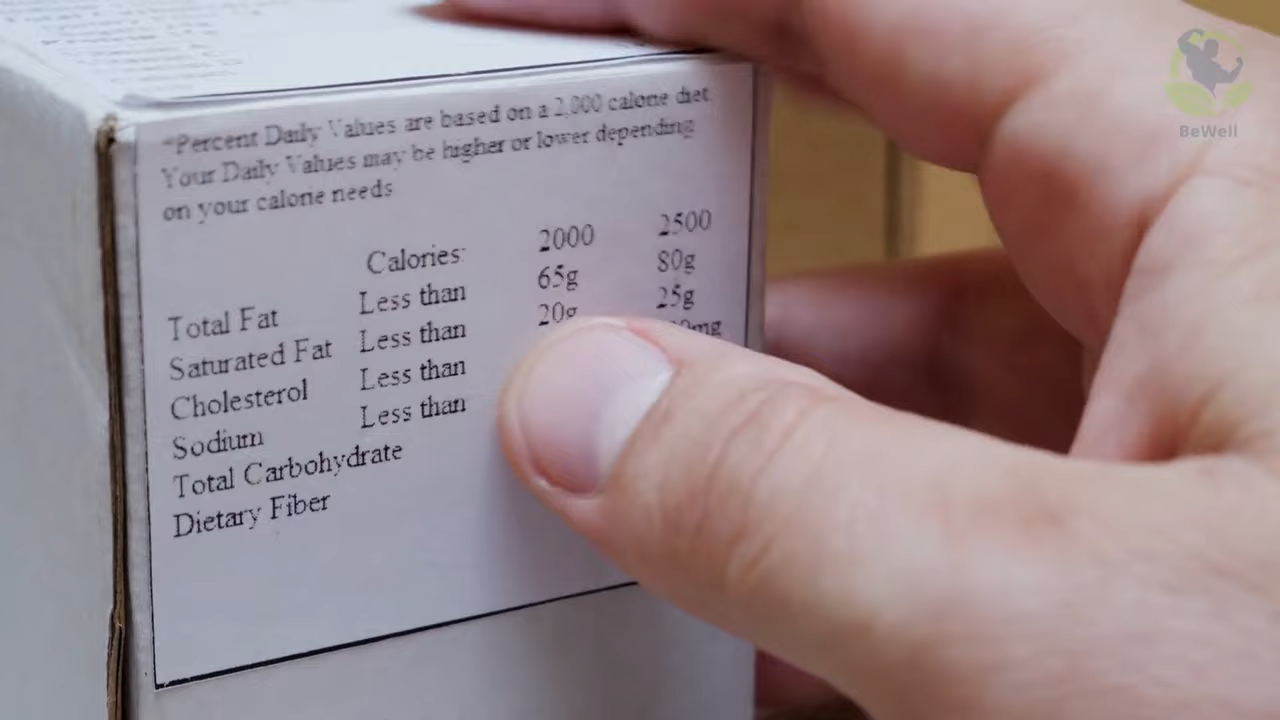 *Percent Daily Values are based on a 2,000 calorie diet.
Your Daily Values may be higher or lower depending
on your calorie needs
Calories: 2000 2500
Total Fat Less than 65g 80g
Saturated Fat Less than 20g 25g
Cholesterol Less than
Sodium Less than
Total Carbohydrate
Dietary Fiber
BeWell